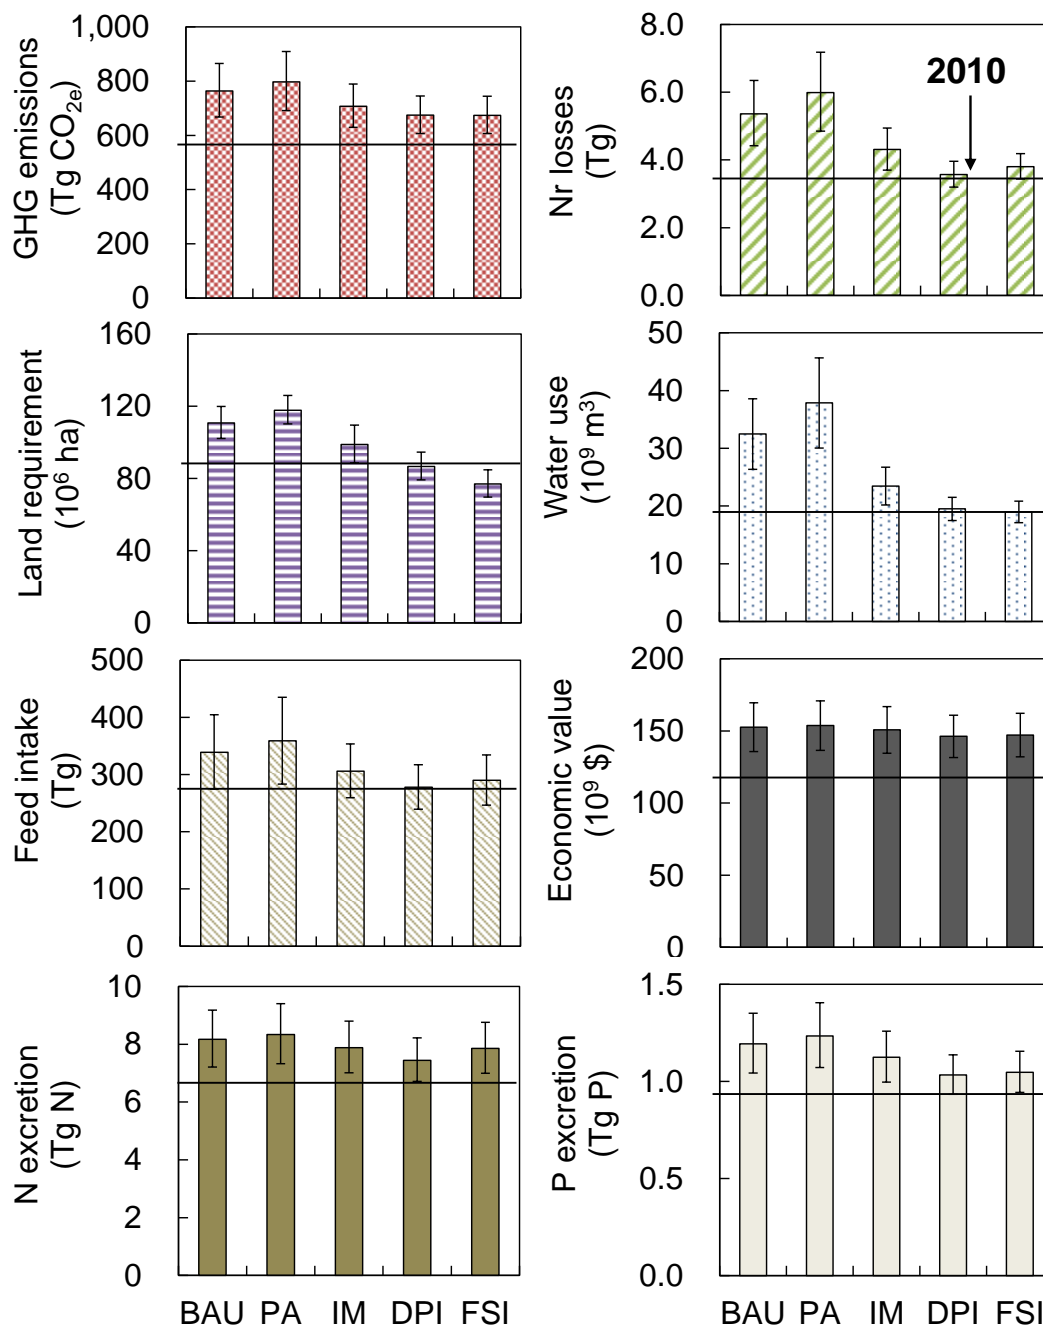 GHG emissions
(Tg CO2e)
1,000
800
600
400
200
0
Nr losses
(Tg)
8.0
6.0
4.0
2.0
0.0
2010
Land requirement
(10⁶ ha)
160
120
80
40
0
Water use
(10⁹ m³)
50
40
30
20
10
0
Feed intake
(Tg)
500
400
300
200
100
0
Economic value
(10⁹ $)
200
150
100
50
0
N excretion
(Tg N)
10
8
6
4
2
0
BAU PA IM DPI FSI
P excretion
(Tg P)
1.5
1.0
0.5
0.0
BAU PA IM DPI FSI